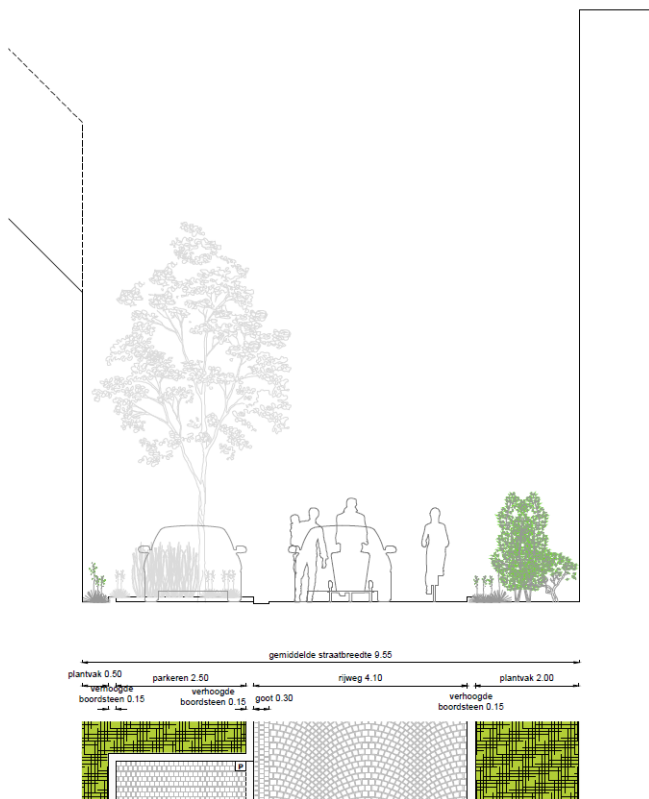 gemiddelde straatbreedte 9.55
plantvak 0.50
parkeren 2.50
rijweg 4.10
plantvak 2.00
verhoogde
boordsteen 0.15
verhoogde
boordsteen 0.15
goot 0.30
verhoogde
boordsteen 0.15
P